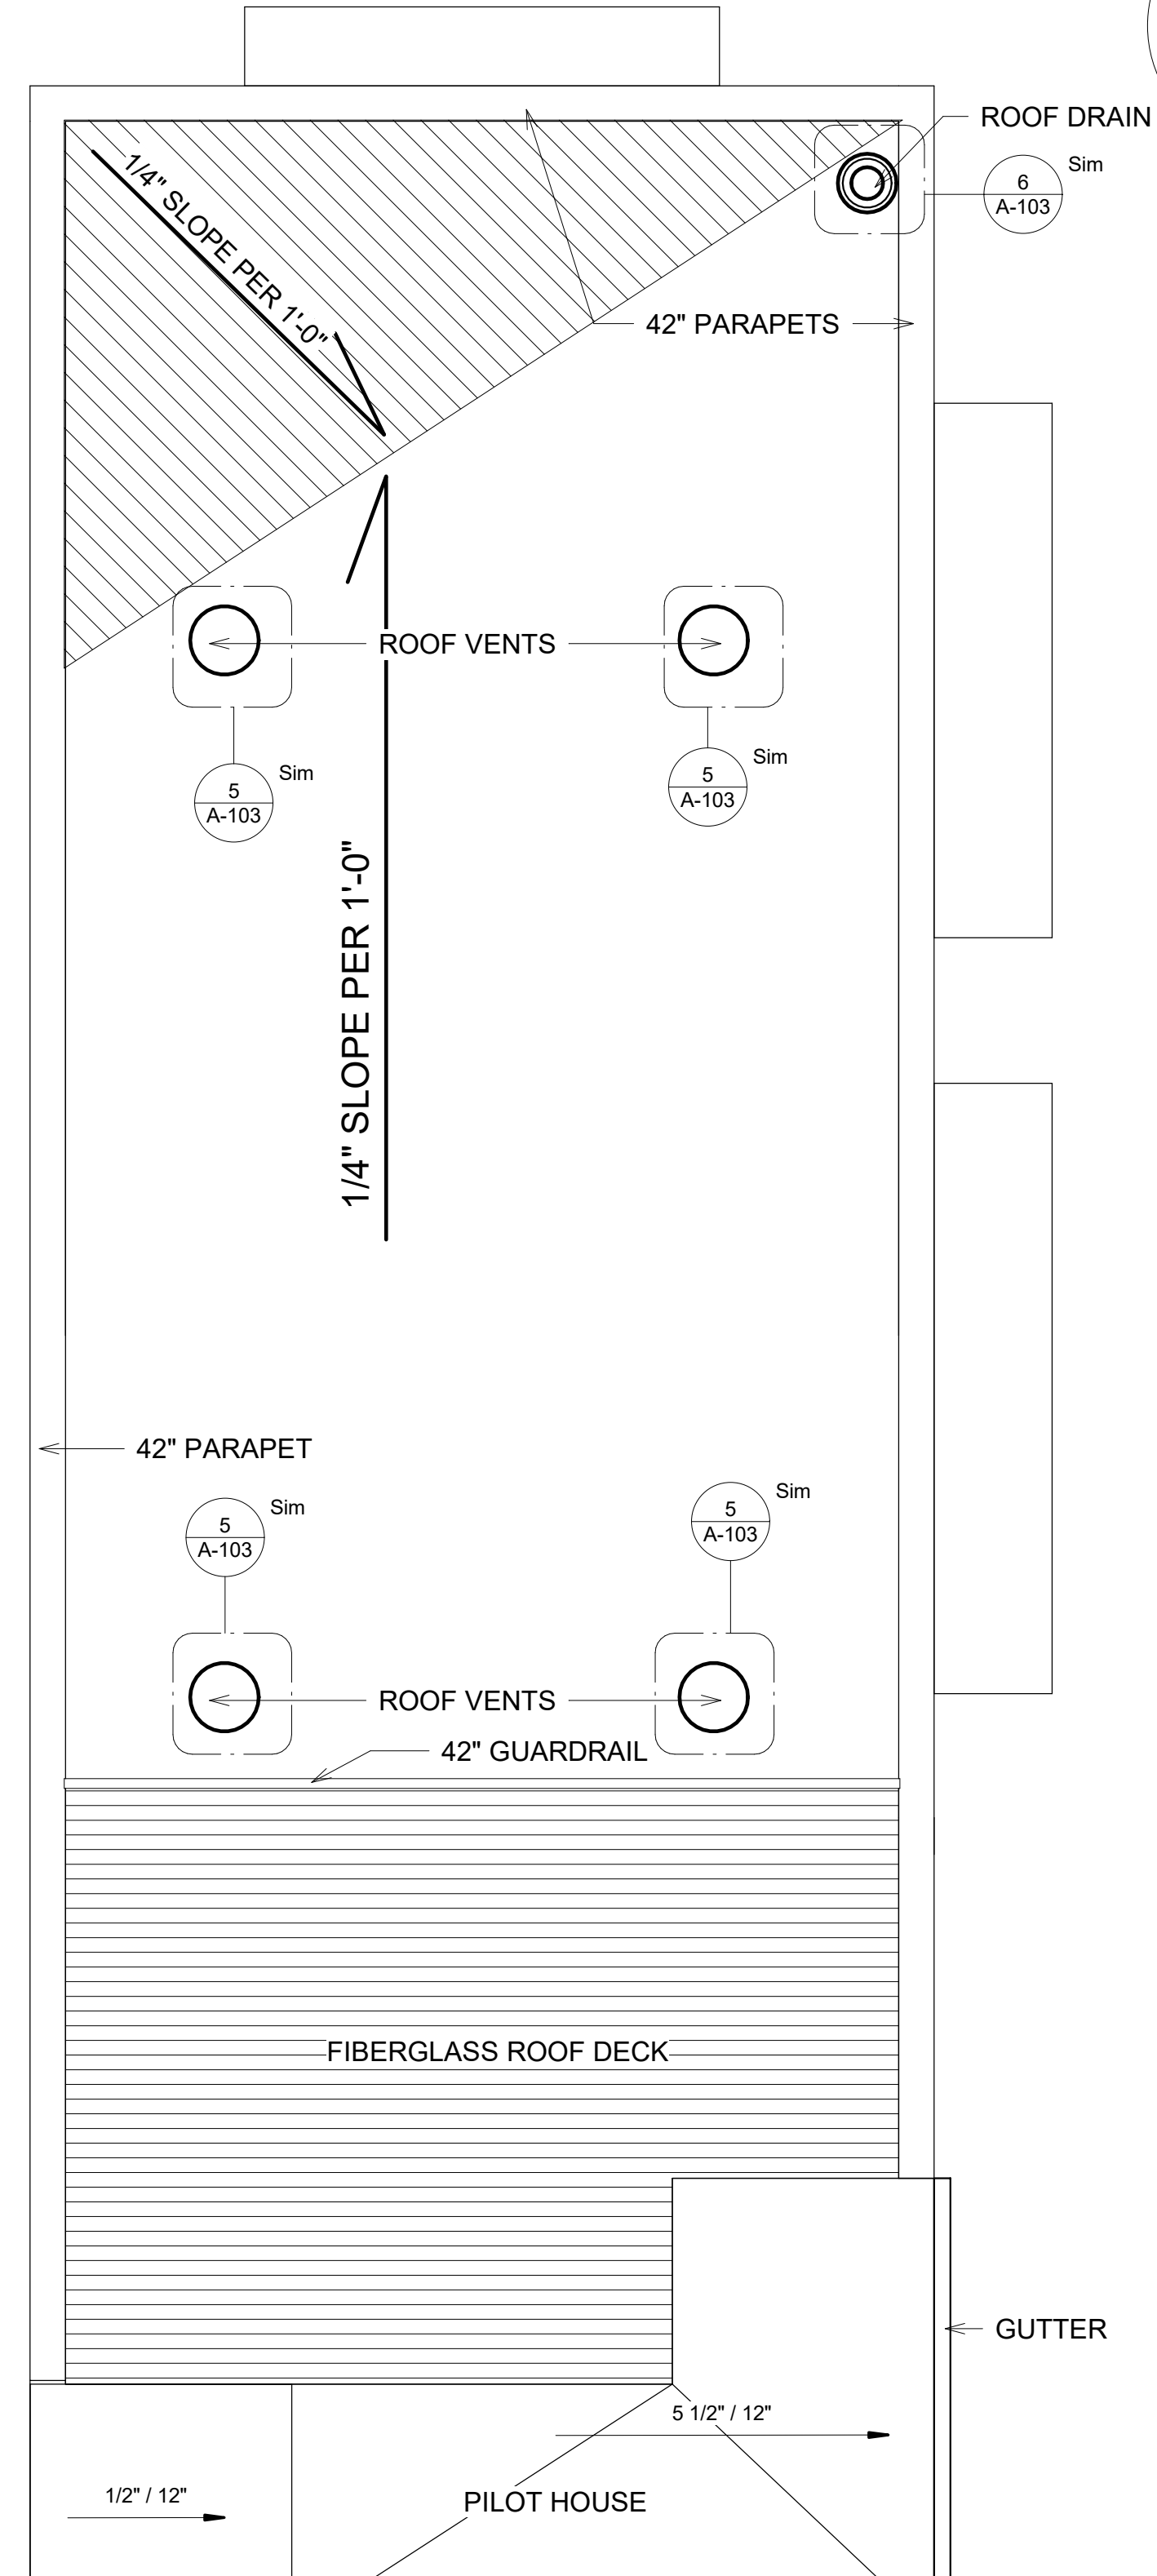 ROOF DRAIN
Sim
6
A-103
1/4" SLOPE PER 1'-0"
42" PARAPETS
ROOF VENTS
Sim
5
A-103
Sim
5
A-103
1/4" SLOPE PER 1'-0"
42" PARAPET
Sim
5
A-103
Sim
5
A-103
ROOF VENTS
42" GUARDRAIL
FIBERGLASS ROOF DECK
GUTTER
5 1/2" / 12"
1/2" / 12"
PILOT HOUSE